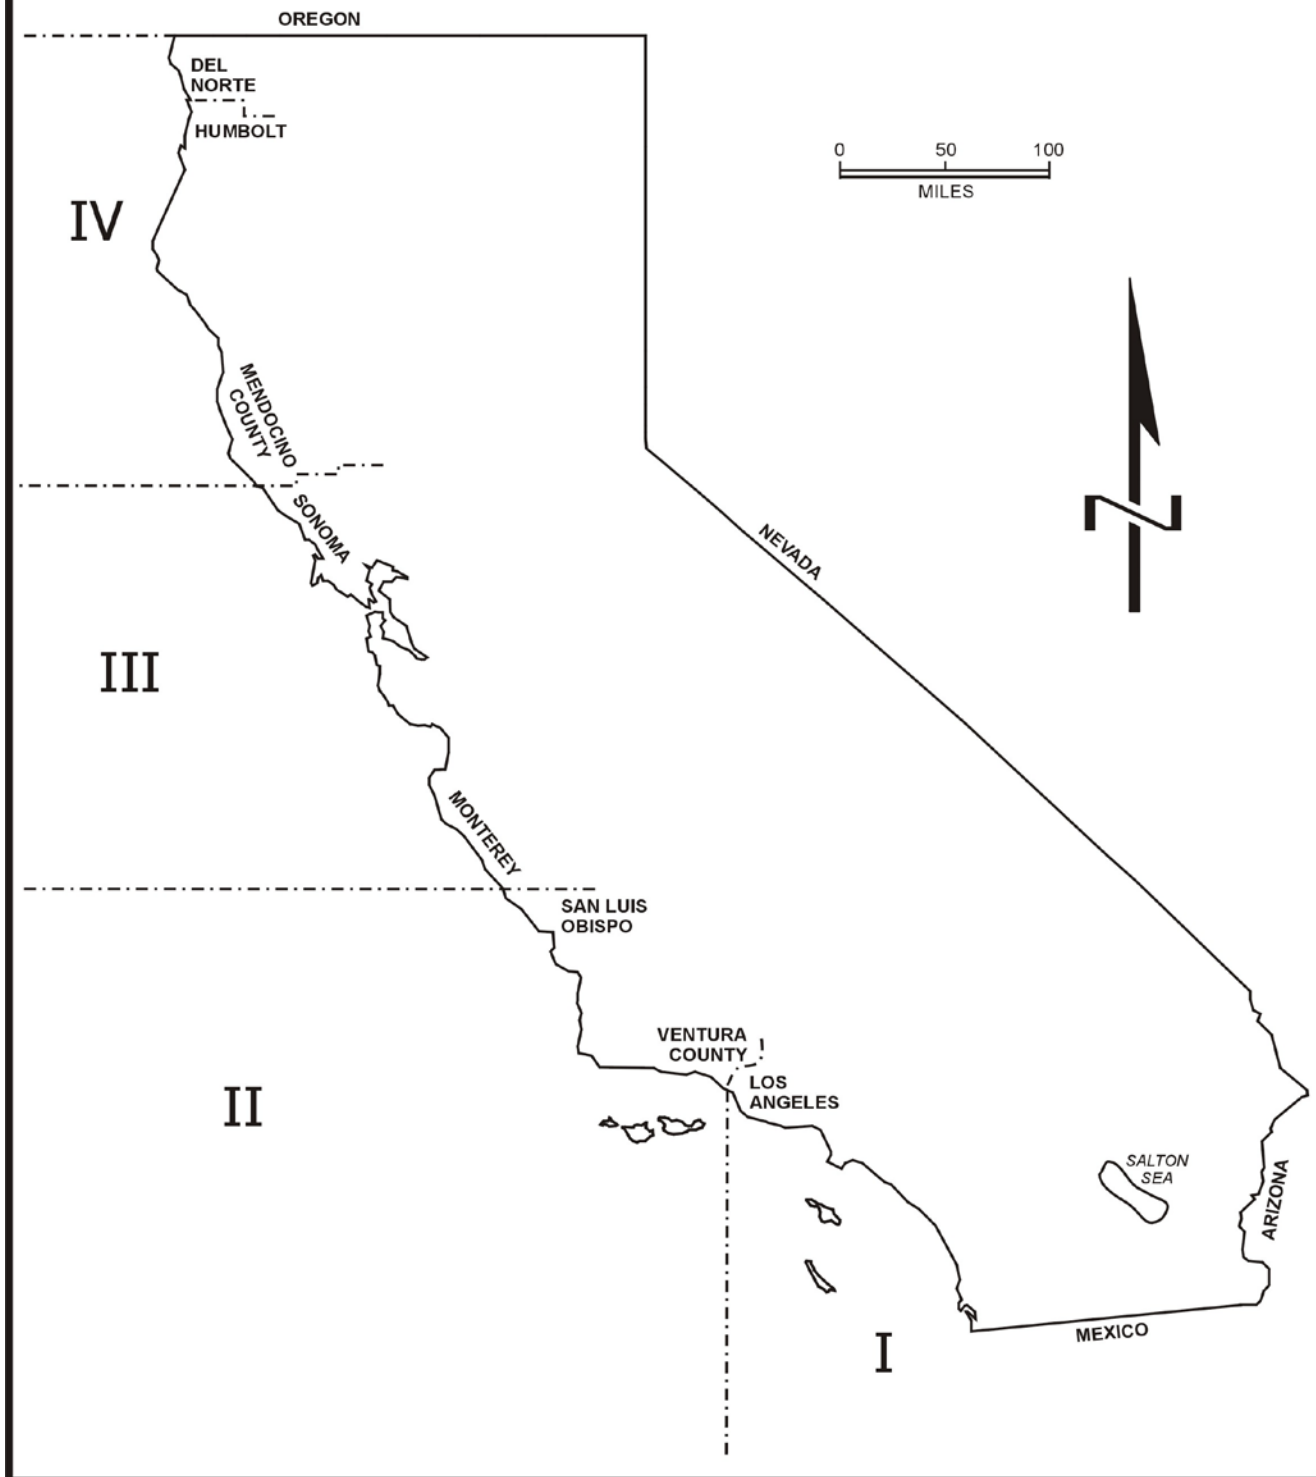 OREGON
DEL
NORTE
HUMBOLT
0 50 100
MILES
IV
MENDOCINO
COUNTY
SONOMA
NEVADA
N
III
MONTEREY
SAN LUIS
OBISPO
VENTURA
COUNTY
LOS
ANGELES
II
SALTON
SEA
ARIZONA
MEXICO
I